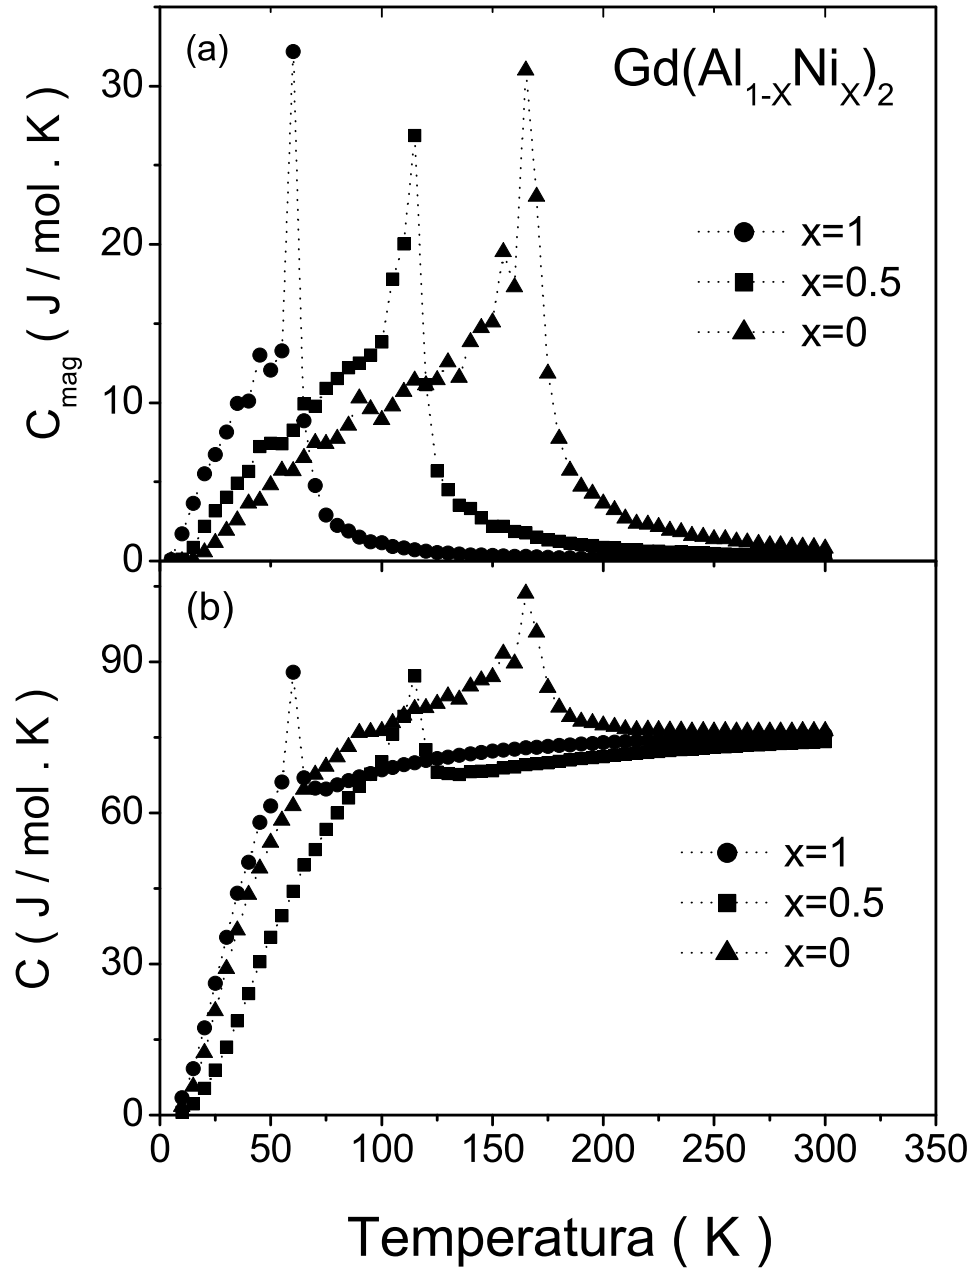 (a)
Gd(Al1-XNiX)2
30
20
10
0
Cmag ( J / mol . K )
x=1
x=0.5
x=0
(b)
90
60
30
0
C ( J / mol . K )
x=1
x=0.5
x=0
0 50 100 150 200 250 300 350
Temperatura ( K )